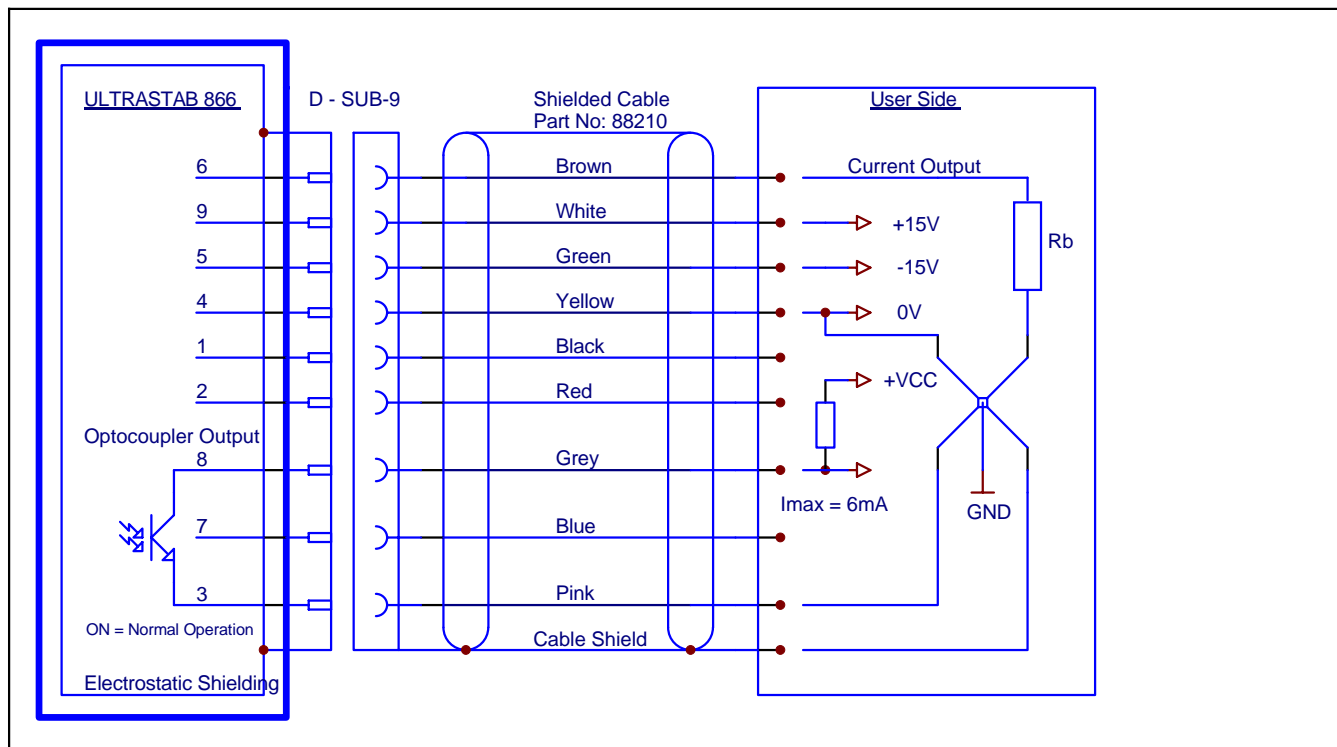 ULTRASTAB 866
D - SUB-9
Shielded Cable
Part No: 88210
User Side
6
Brown
Current Output
9
White
+15V
Rb
5
Green
-15V
4
Yellow
0V
1
Black
2
Red
+VCC
Optocoupler Output
8
Grey
Imax = 6mA
GND
7
Blue
3
Pink
ON = Normal Operation
Cable Shield
Electrostatic Shielding